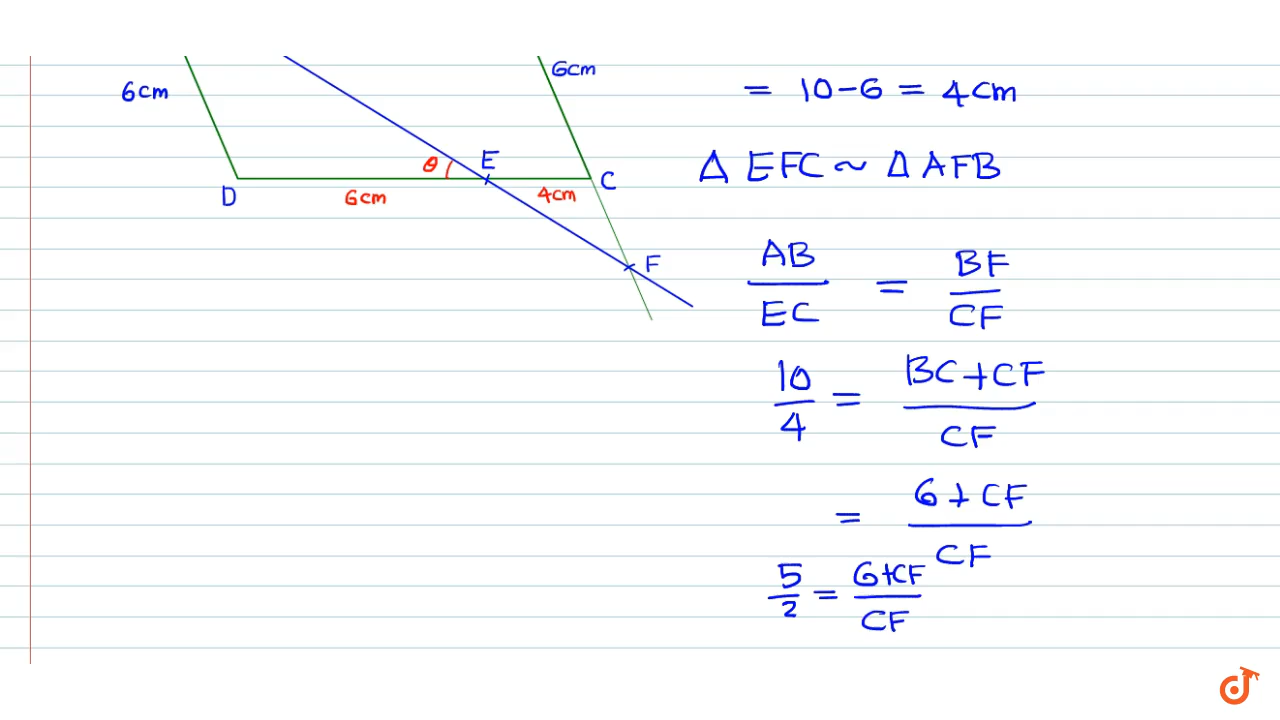 6cm
6cm
θ
E
D
6cm
4cm
C
F
= 10-6 = 4cm
Δ EFC ~ Δ AFB
AB/EC = BF/CF
10/4 = BC+CF/CF
= 6+CF/CF
5/2 = 6+CF/CF